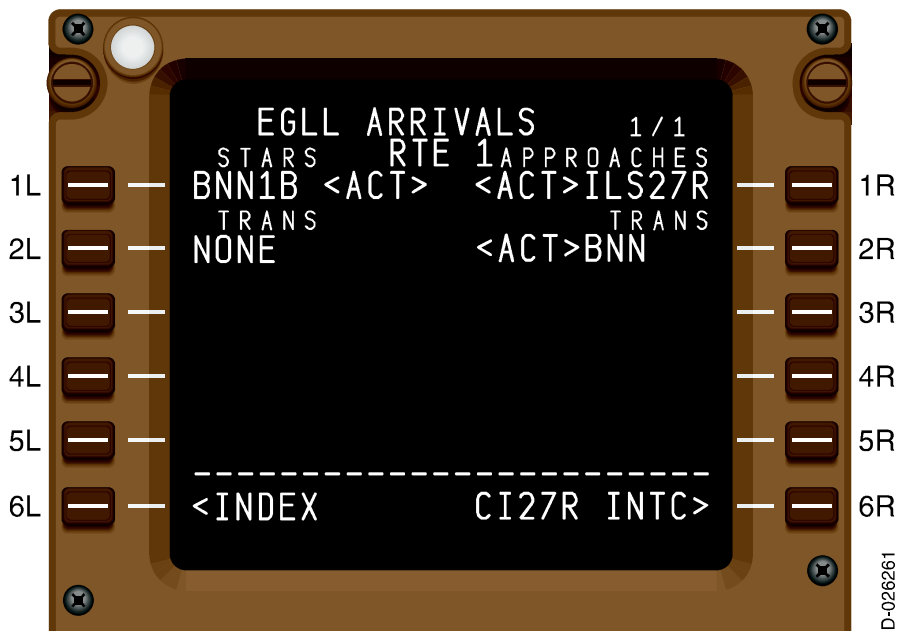 EGLL ARRIVALS 1/1
STARS RTE 1 APPROACHES
1L BNN1B <ACT> <ACT>ILS27R 1R
TRANS TRANS
2L NONE <ACT>BNN 2R
3L 3R
4L 4R
5L 5R
------------------------
6L <INDEX CI27R INTC> 6R
D-026261